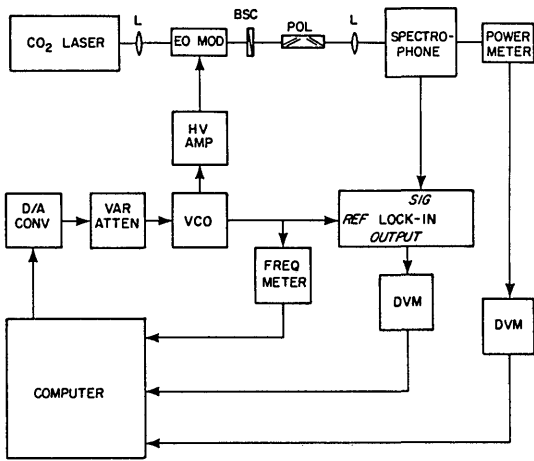 CO₂ LASER
L
EO MOD
BSC
POL
L
SPECTRO-
PHONE
POWER
METER
HV
AMP
D/A
CONV
VAR
ATTEN
VCO
SIG
REF LOCK-IN
OUTPUT
FREQ
METER
DVM
DVM
COMPUTER